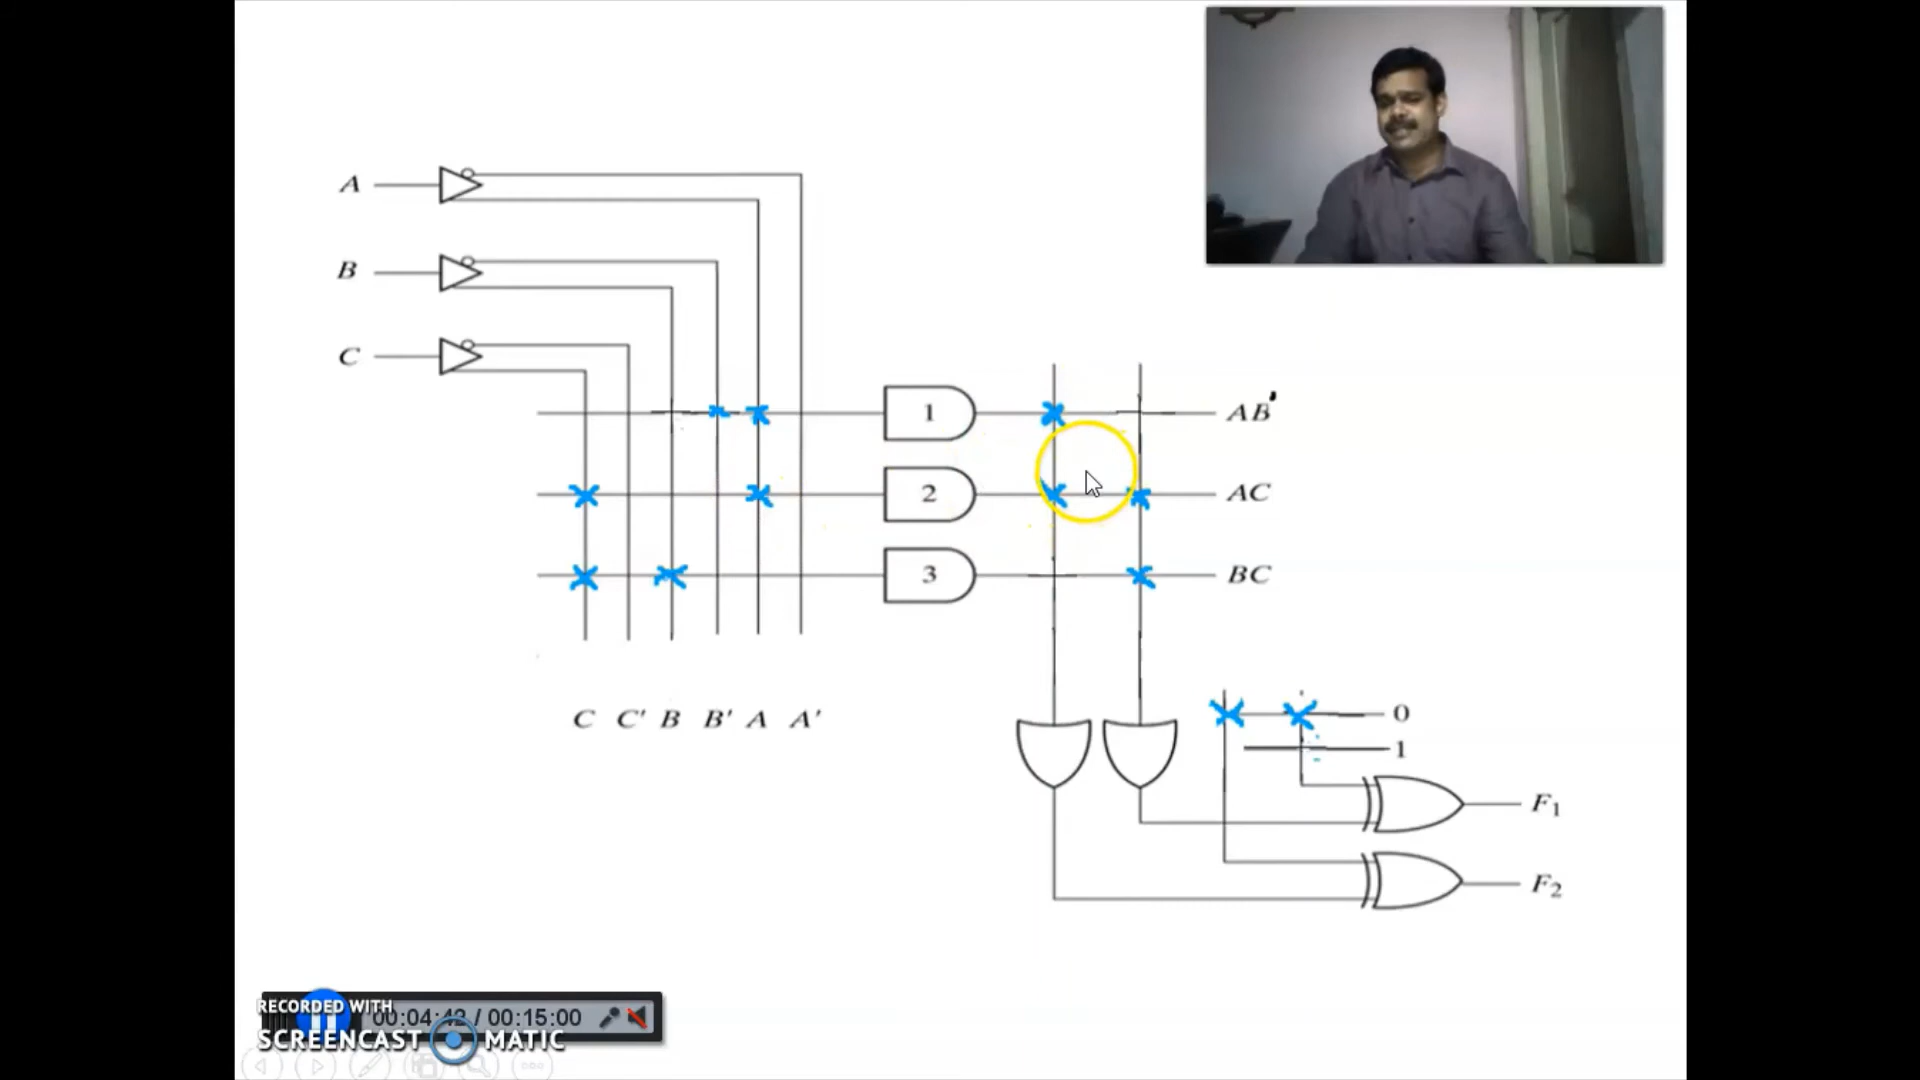 A
B
C
1
AB'
2
AC
3
BC
C C' B B' A A'
0
1
F1
F2
RECORDED WITH
00:04:42 / 00:15:00
SCREENCAST MATIC